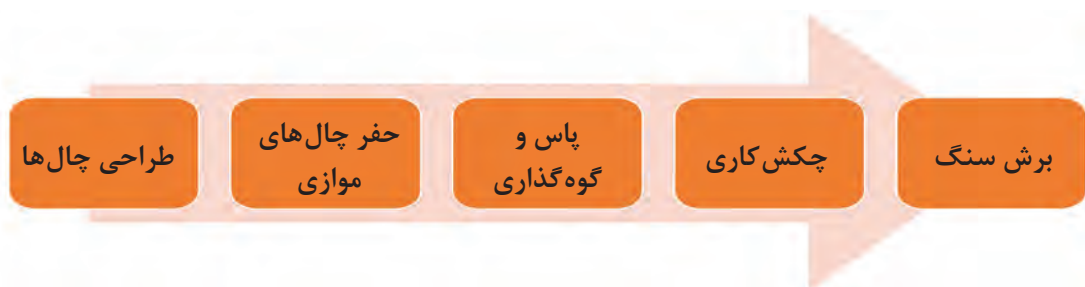 طراحی چال‌ها
حفر چال‌های
موازی
پاس و
گوه‌گذاری
چکش‌کاری
برش سنگ